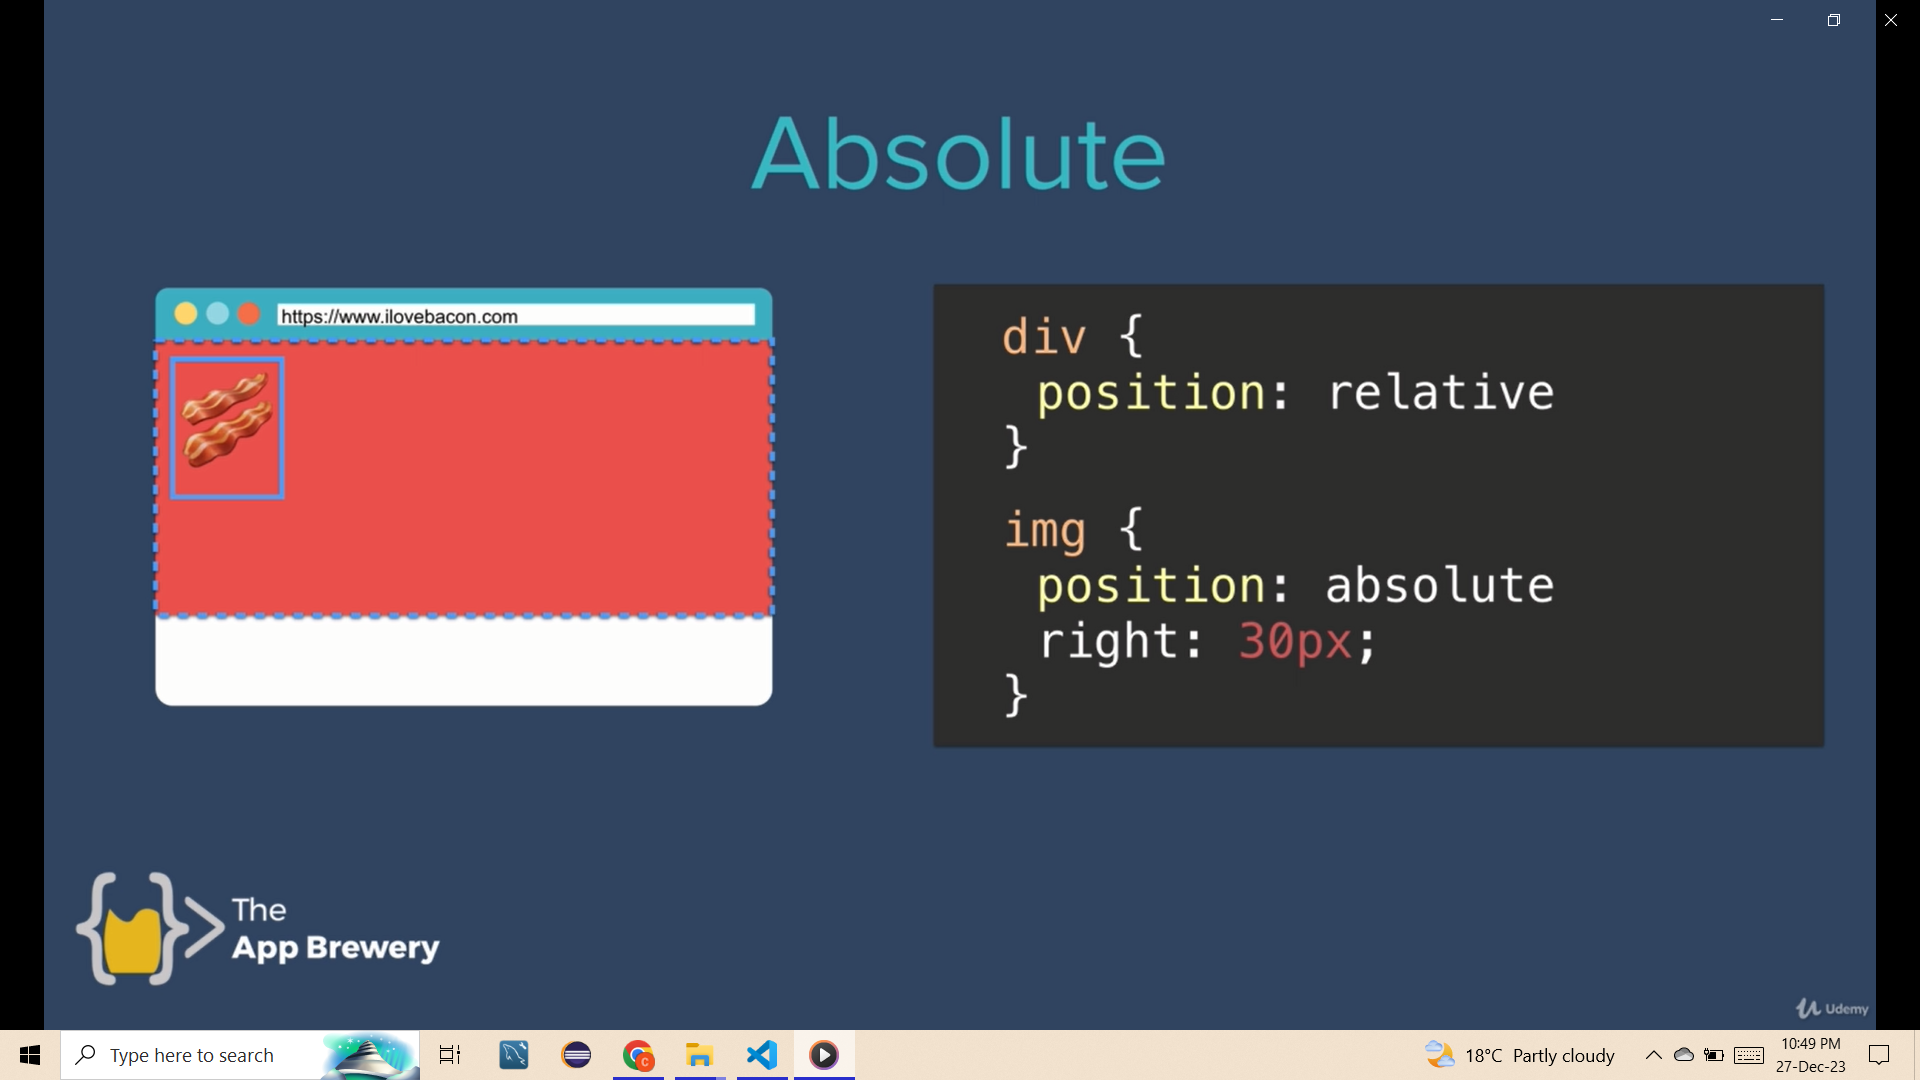 Absolute
https://www.ilovebacon.com
div {
position: relative
}
img {
position: absolute
right: 30px;
}
The
App Brewery
Udemy
Type here to search
C
18°C Partly cloudy
10:49 PM
27-Dec-23